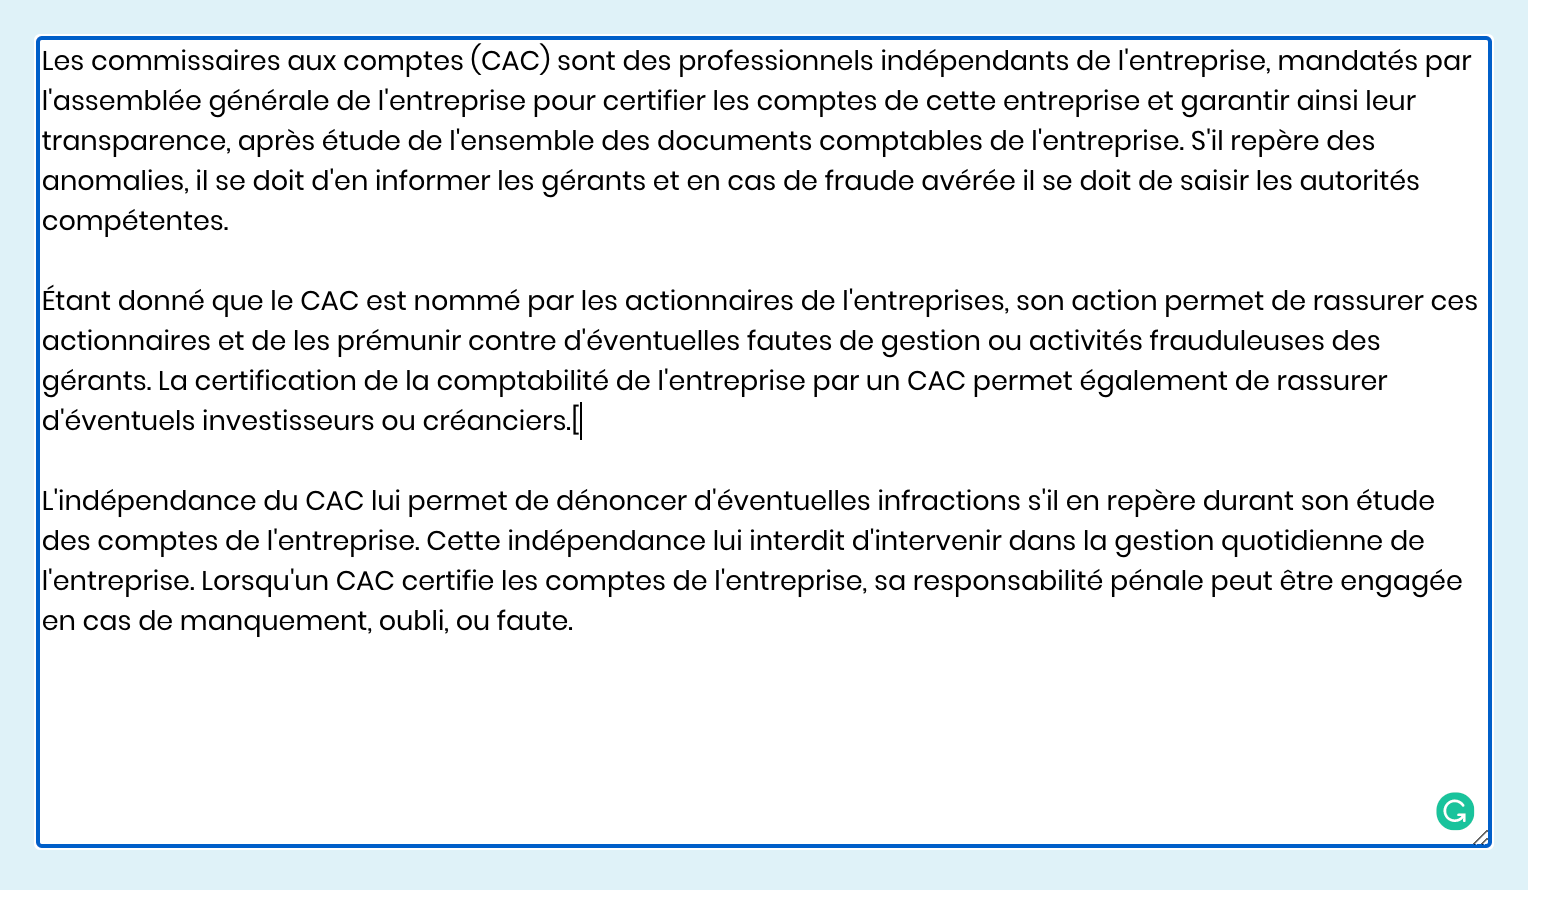 Les commissaires aux comptes (CAC) sont des professionnels indépendants de l'entreprise, mandatés par
l'assemblée générale de l'entreprise pour certifier les comptes de cette entreprise et garantir ainsi leur
transparence, après étude de l'ensemble des documents comptables de l'entreprise. S'il repère des
anomalies, il se doit d'en informer les gérants et en cas de fraude avérée il se doit de saisir les autorités
compétentes.

Étant donné que le CAC est nommé par les actionnaires de l'entreprises, son action permet de rassurer ces
actionnaires et de les prémunir contre d'éventuelles fautes de gestion ou activités frauduleuses des
gérants. La certification de la comptabilité de l'entreprise par un CAC permet également de rassurer
d'éventuels investisseurs ou créanciers.[

L'indépendance du CAC lui permet de dénoncer d'éventuelles infractions s'il en repère durant son étude
des comptes de l'entreprise. Cette indépendance lui interdit d'intervenir dans la gestion quotidienne de
l'entreprise. Lorsqu'un CAC certifie les comptes de l'entreprise, sa responsabilité pénale peut être engagée
en cas de manquement, oubli, ou faute.